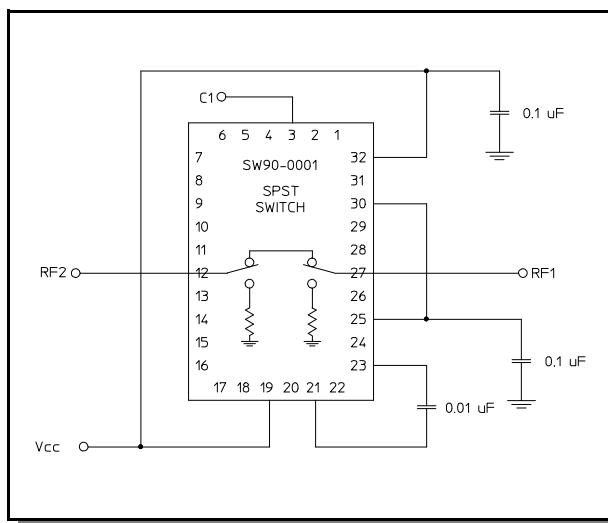 C1
0.1 uF
6 5 4 3 2 1
7 SW90-0001 32
8 SPST 31
9 SWITCH 30
10 29
11 28
RF2 12 27 RF1
13 26
14 25
15 24
0.1 uF
16 23
17 18 19 20 21 22
0.01 uF
Vcc